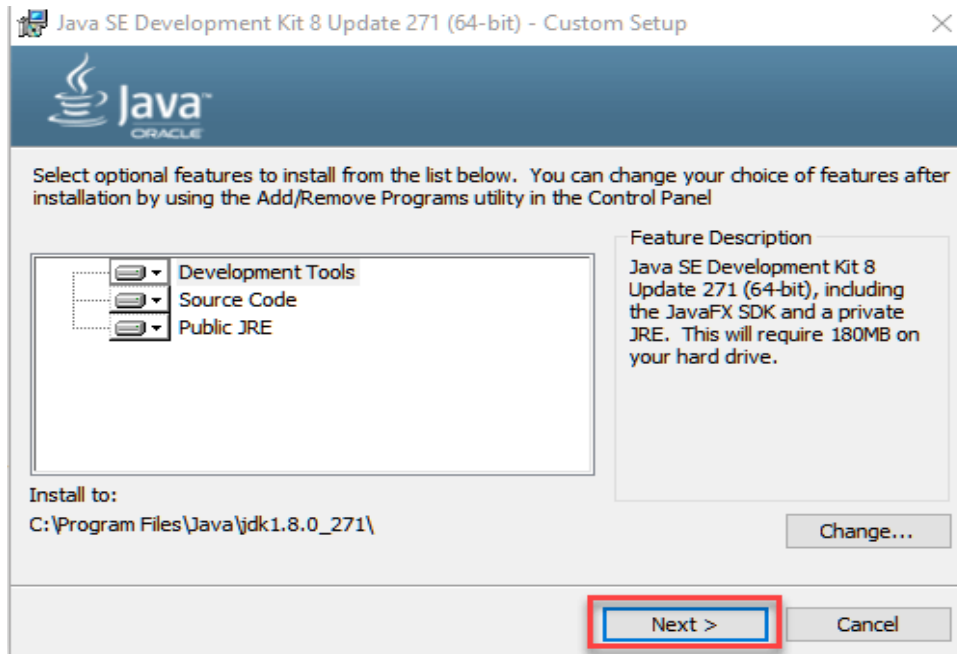 Java SE Development Kit 8 Update 271 (64-bit) - Custom Setup
Java™
ORACLE
Select optional features to install from the list below. You can change your choice of features after
installation by using the Add/Remove Programs utility in the Control Panel
Development Tools
Source Code
Public JRE
Feature Description
Java SE Development Kit 8
Update 271 (64-bit), including
the JavaFX SDK and a private
JRE. This will require 180MB on
your hard drive.
Install to:
C:\Program Files\Java\jdk1.8.0_271\
Change...
Next >
Cancel